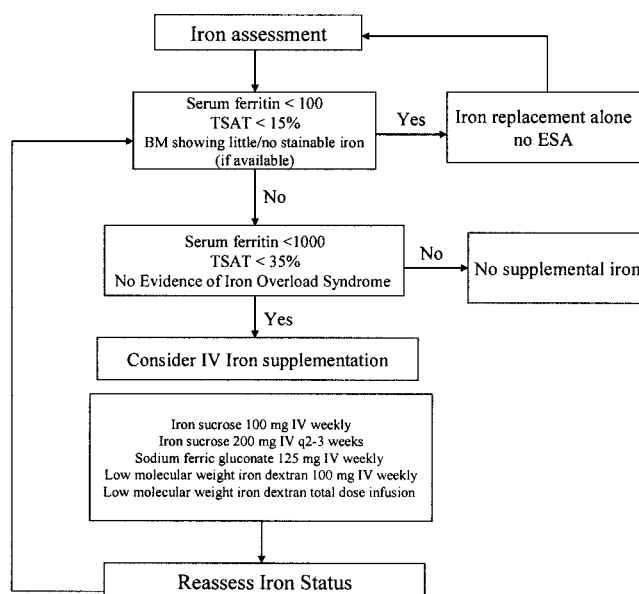 Iron assessment
Serum ferritin < 100
TSAT < 15%
BM showing little/no stainable iron
(if available)
Yes
Iron replacement alone
no ESA
No
Serum ferritin <1000
TSAT < 35%
No Evidence of Iron Overload Syndrome
No
No supplemental iron
Yes
Consider IV Iron supplementation
Iron sucrose 100 mg IV weekly
Iron sucrose 200 mg IV q2-3 weeks
Sodium ferric gluconate 125 mg IV weekly
Low molecular weight iron dextran 100 mg IV weekly
Low molecular weight iron dextran total dose infusion
Reassess Iron Status